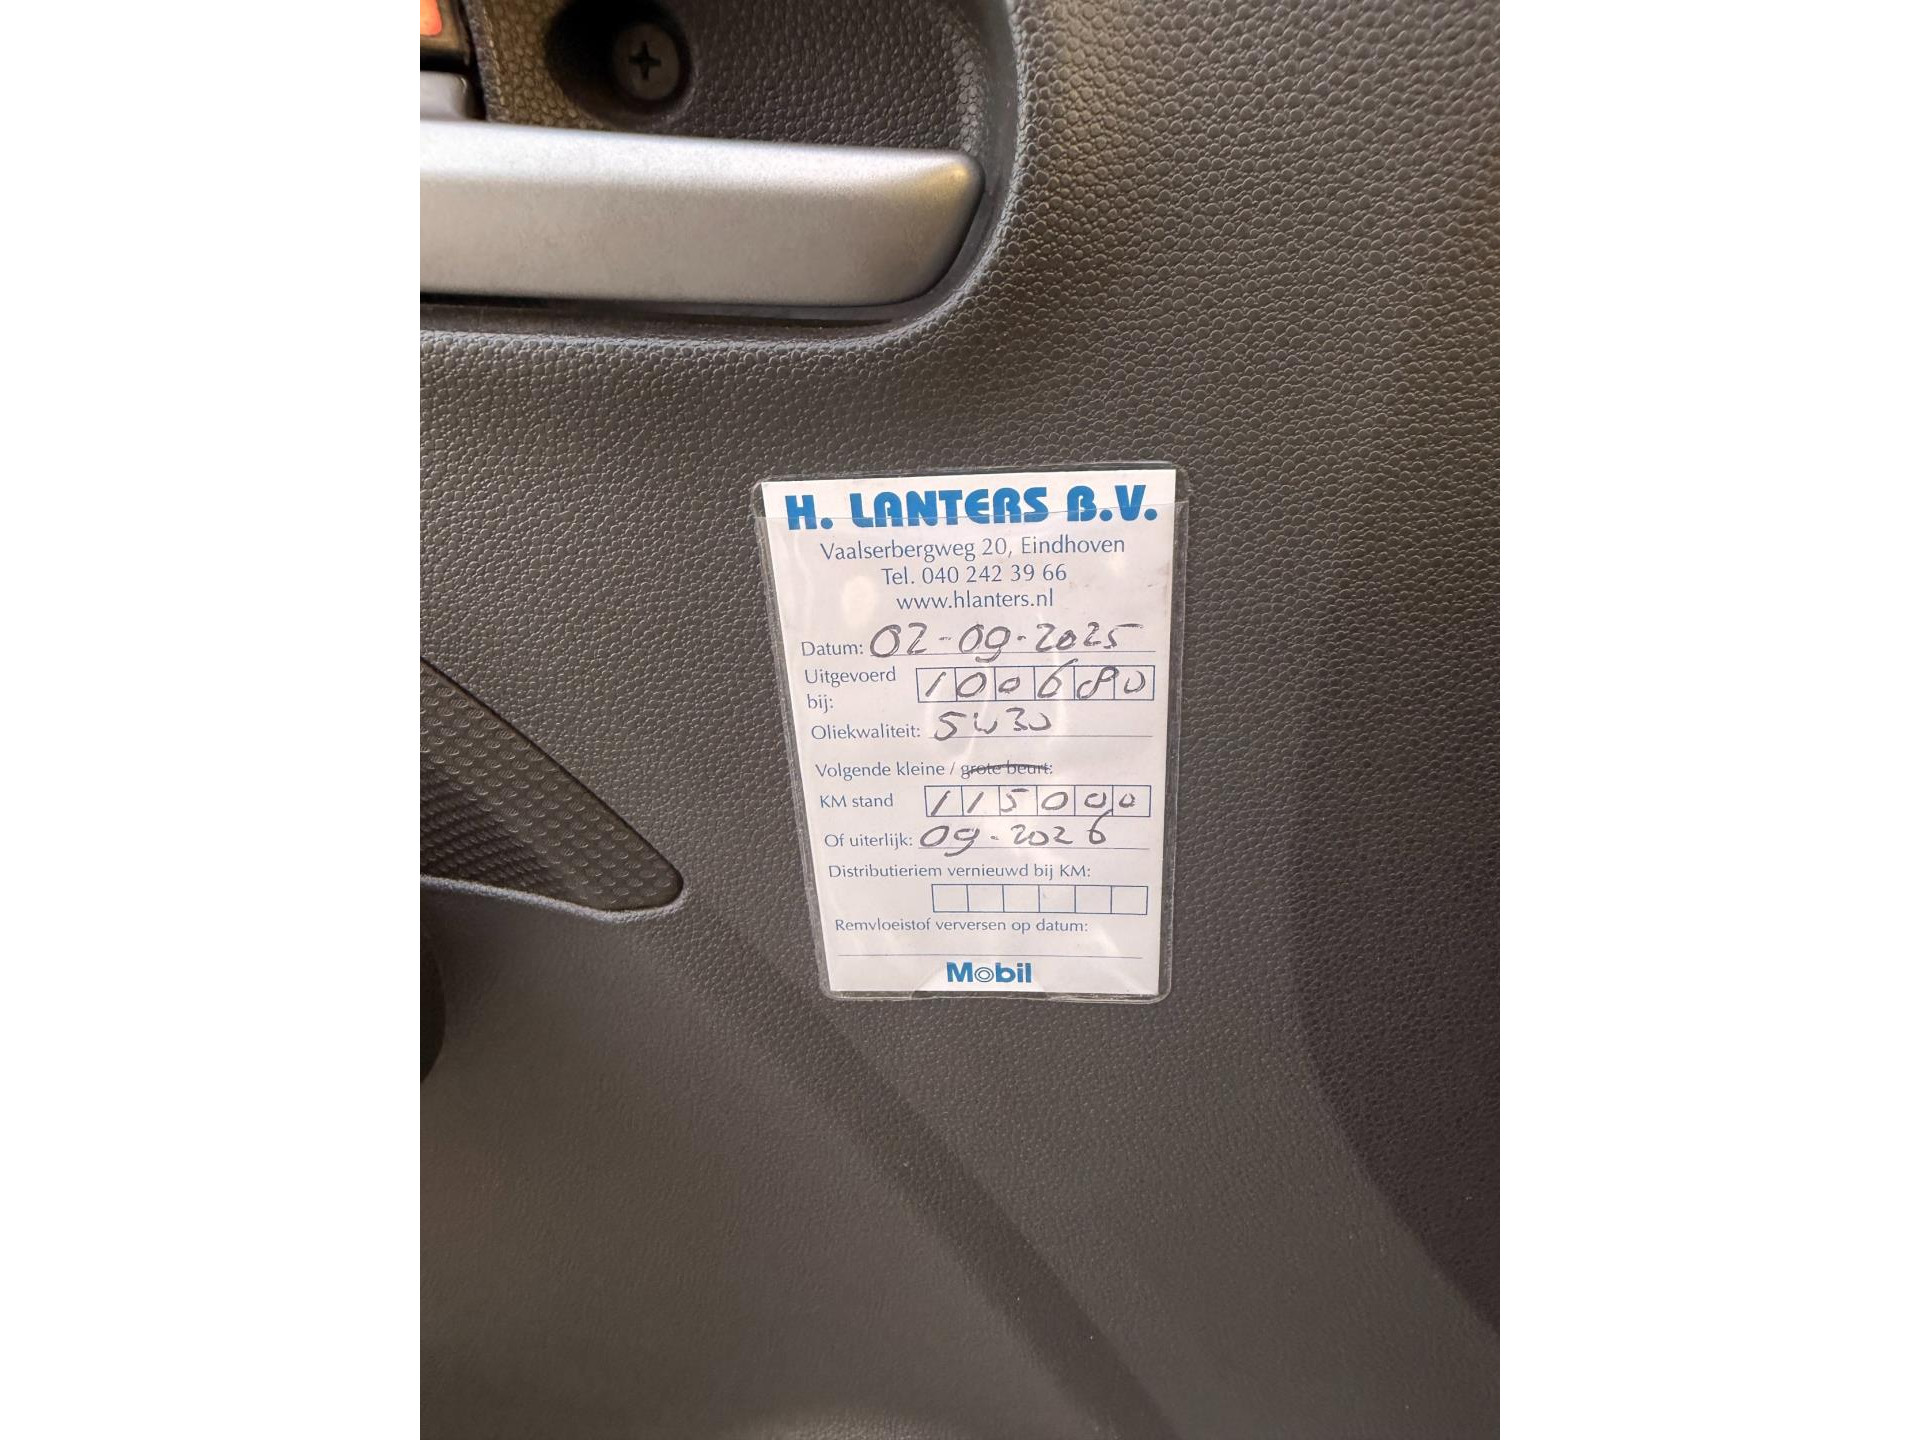 H. LANTERS B.V.
Vaalserbergweg 20, Eindhoven
Tel. 040 242 39 66
www.hlanters.nl
Datum: 02-09-2025
Uitgevoerd bij: 100680
Oliekwaliteit: 5W30
Volgende kleine / grote beurt:
KM stand 115000
Of uiterlijk: 09-2026
Distributieriem vernieuwd bij KM:
Remvloeistof verversen op datum:
Mobil